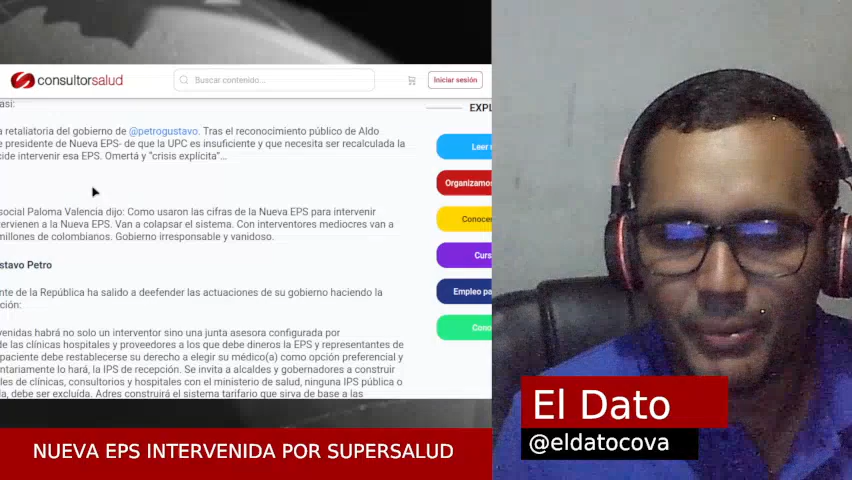 consultorsalud
Buscar contenido...
Iniciar sesión
así:
EXPL
a retaliatoria del gobierno de @petrogustavo. Tras el reconocimiento público de Aldo
e presidente de Nueva EPS- de que la UPC es insuficiente y que necesita ser recalculada la
cide intervenir esa EPS. Omertá y "crisis explícita"...
Leer
Organizamos
social Paloma Valencia dijo: Como usaron las cifras de la Nueva EPS para intervenir
tervienen a la Nueva EPS. Van a colapsar el sistema. Con interventores mediocres van a
millones de colombianos. Gobierno irresponsable y vanidoso.
Conoce
Curs
stavo Petro
Empleo pa
nte de la República ha salido a deefender las actuaciones de su gobierno haciendo la
ción:
Cono
venidas habrá no solo un interventor sino una junta asesora configurada por
de las clínicas hospitales y proveedores a los que debe dineros la EPS y representantes de
paciente debe restablecerse su derecho a elegir su médico(a) como opción preferencial y
ntariamente lo hará, la IPS de recepción. Se invita a alcaldes y gobernadores a construir
les de clínicas, consultorios y hospitales con el ministerio de salud, ninguna IPS pública o
la, debe ser excluída. Adres construirá el sistema tarifario que sirva de base a las
El Dato
@eldatocova
NUEVA EPS INTERVENIDA POR SUPERSALUD